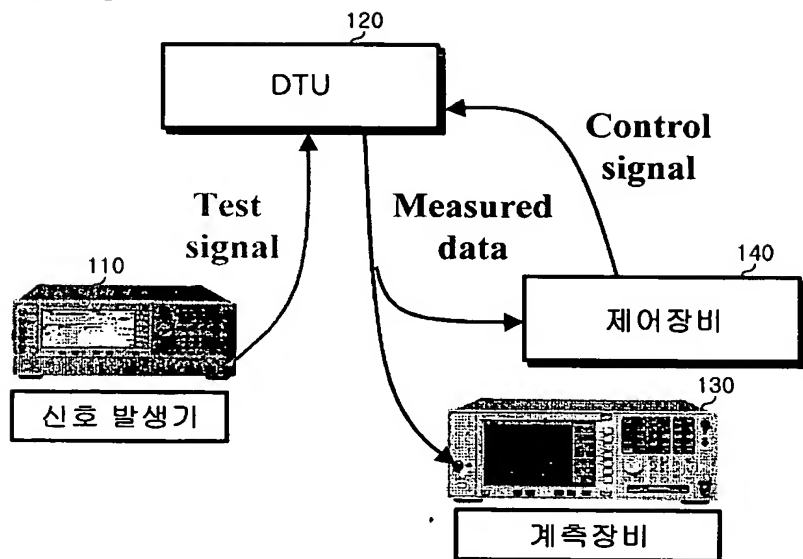 120
DTU
Control
signal
Test
signal
Measured
data
110
140
제어장비
신호 발생기
130
계측장비